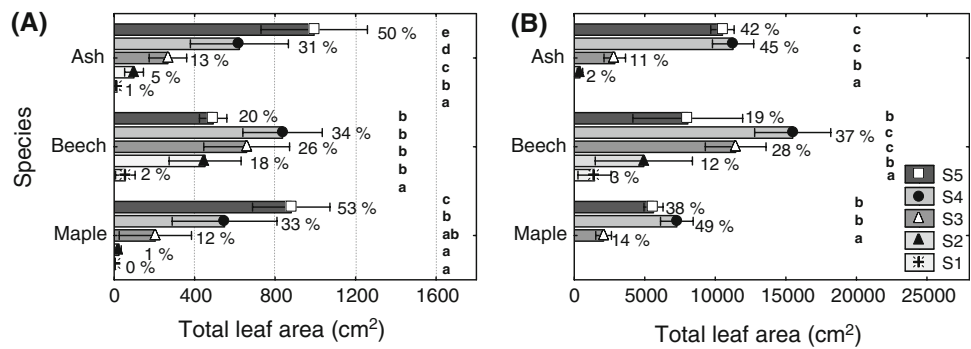 (A)
Species
Ash
50 %
e
31 %
d
13 %
c
5 %
b
1 %
a
Beech
20 %
b
34 %
b
26 %
b
18 %
b
2 %
a
Maple
53 %
c
33 %
b
12 %
ab
1 %
a
0 %
a
0 400 800 1200 1600
Total leaf area (cm²)
(B)
Ash
42 %
c
45 %
c
11 %
b
2 %
a
Beech
19 %
b
37 %
c
28 %
c
12 %
b
3 %
a
Maple
38 %
b
49 %
b
14 %
a
0 5000 10000 15000 20000 25000
Total leaf area (cm²)
S5
S4
S3
S2
S1